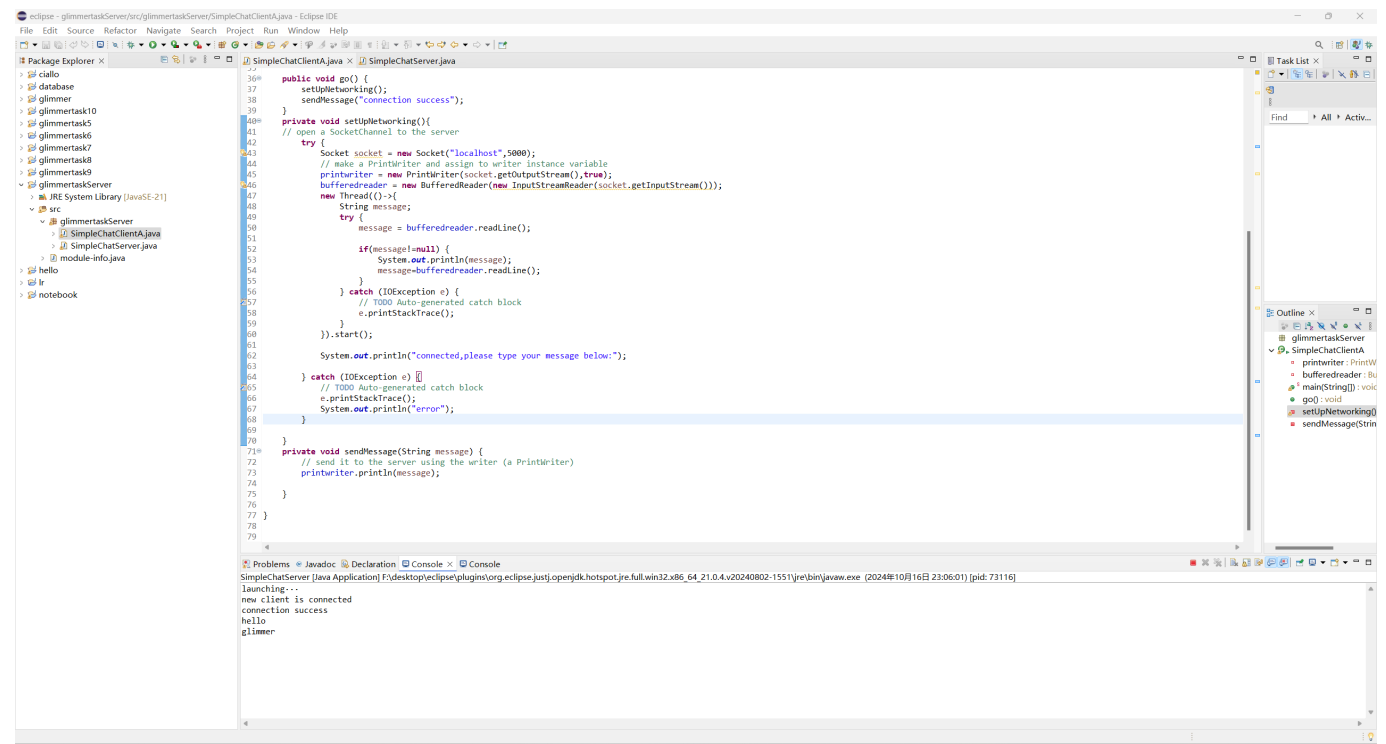 eclipse - glimmertaskServer/src/glimmertaskServer/SimpleChatClientA.java - Eclipse IDE
File Edit Source Refactor Navigate Search Project Run Window Help
Package Explorer
SimpleChatClientA.java
SimpleChatServer.java
Task List
ciallo
database
glimmer
glimmertask10
glimmertask5
glimmertask6
glimmertask7
glimmertask8
glimmertask9
glimmertaskServer
JRE System Library [JavaSE-21]
src
glimmertaskServer
SimpleChatClientA.java
SimpleChatServer.java
module-info.java
hello
lr
notebook
36 public void go() {
37 setUpNetworking();
38 sendMessage("connection success");
39 }
40 private void setUpNetworking(){
41 // open a SocketChannel to the server
42 try {
43 Socket socket = new Socket("localhost",5000);
44 // make a PrintWriter and assign to writer instance variable
45 printwriter = new PrintWriter(socket.getOutputStream(),true);
46 bufferedreader = new BufferedReader(new InputStreamReader(socket.getInputStream()));
47 new Thread(()->{
48 String message;
49 try {
50 message = bufferedreader.readLine();
51
52 if(message!=null) {
53 System.out.println(message);
54 message=bufferedreader.readLine();
55 }
56 } catch (IOException e) {
57 // TODO Auto-generated catch block
58 e.printStackTrace();
59 }
60 }).start();
61
62 System.out.println("connected,please type your message below:");
63
64 } catch (IOException e) {
65 // TODO Auto-generated catch block
66 e.printStackTrace();
67 System.out.println("error");
68 }
69
70 }
71 private void sendMessage(String message) {
72 // send it to the server using the writer (a PrintWriter)
73 printwriter.println(message);
74
75 }
76
77 }
78
79
Find All Activ...
Outline
glimmertaskServer
SimpleChatClientA
printwriter : PrintW
bufferedreader : Bu
main(String[]) : voic
go() : void
setUpNetworking()
sendMessage(Strin
Problems Javadoc Declaration Console Console
SimpleChatServer [Java Application] F:\desktop\eclipse\plugins\org.eclipse.justj.openjdk.hotspot.jre.full.win32.x86_64_21.0.4.v20240802-1551\jre\bin\javaw.exe (2024年10月16日 23:06:01) [pid: 73116]
launching---
new client is connected
connection success
hello
glimmer